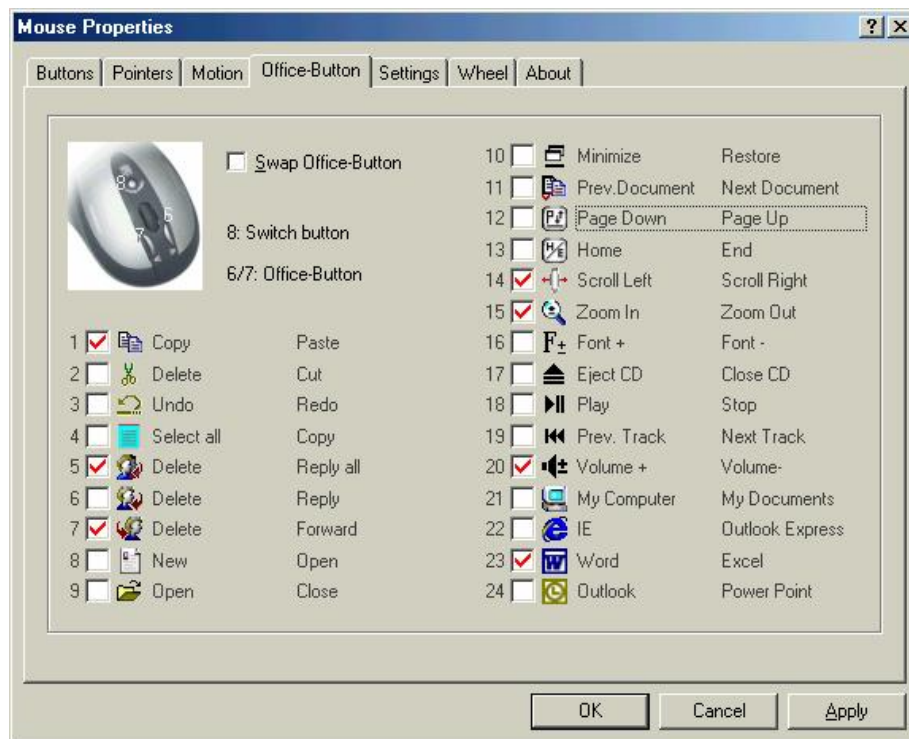 Mouse Properties
Buttons Pointers Motion Office-Button Settings Wheel About
8
6
7
Swap Office-Button
8: Switch button
6/7: Office-Button
1 Copy Paste
2 Delete Cut
3 Undo Redo
4 Select all Copy
5 Delete Reply all
6 Delete Reply
7 Delete Forward
8 New Open
9 Open Close
10 Minimize Restore
11 Prev.Document Next Document
12 Page Down Page Up
13 H/E Home End
14 Scroll Left Scroll Right
15 Zoom In Zoom Out
16 F± Font + Font -
17 Eject CD Close CD
18 Play Stop
19 Prev. Track Next Track
20 Volume + Volume-
21 My Computer My Documents
22 IE Outlook Express
23 W Word Excel
24 Outlook Power Point
OK Cancel Apply